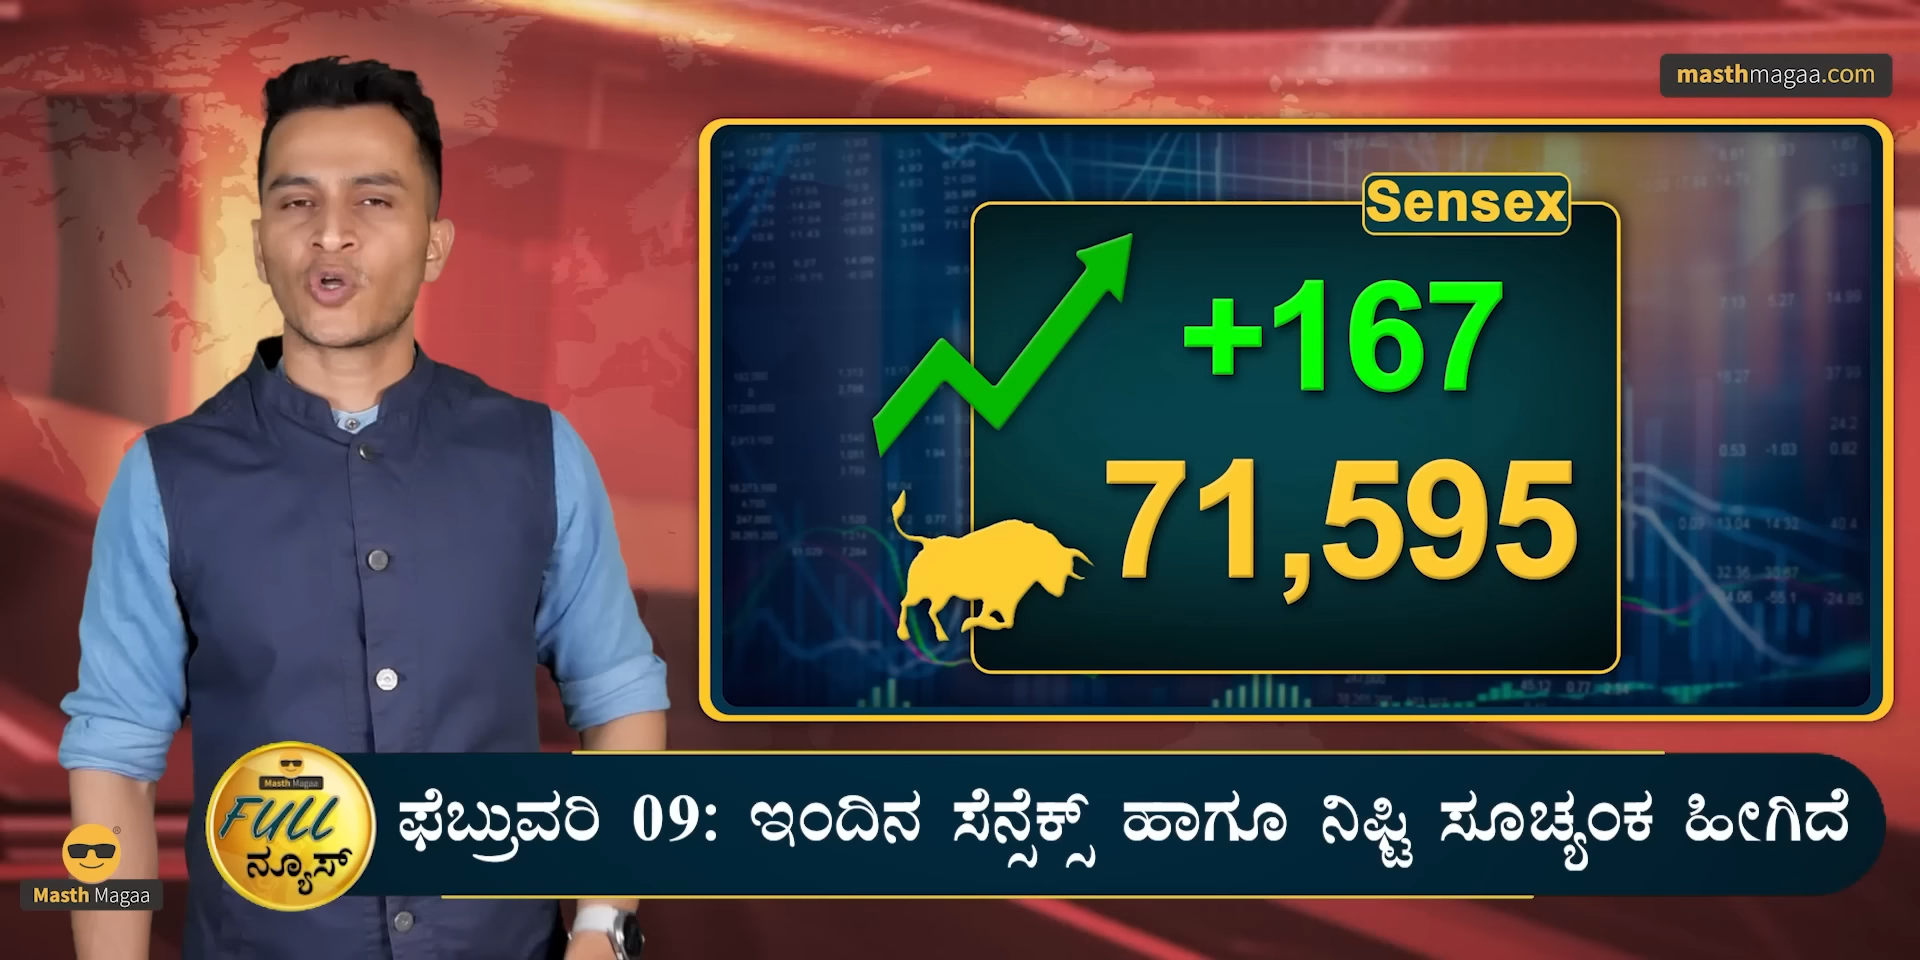 masthmagaa.com
Sensex
+167
71,595
Masth Magaa
FULL
ನ್ಯೂಸ್
ಫೆಬ್ರುವರಿ 09: ಇಂದಿನ ಸೆನ್ಸೆಕ್ಸ್ ಹಾಗೂ ನಿಫ್ಟಿ ಸೂಚ್ಯಂಕ ಹೀಗಿದೆ
Masth Magaa